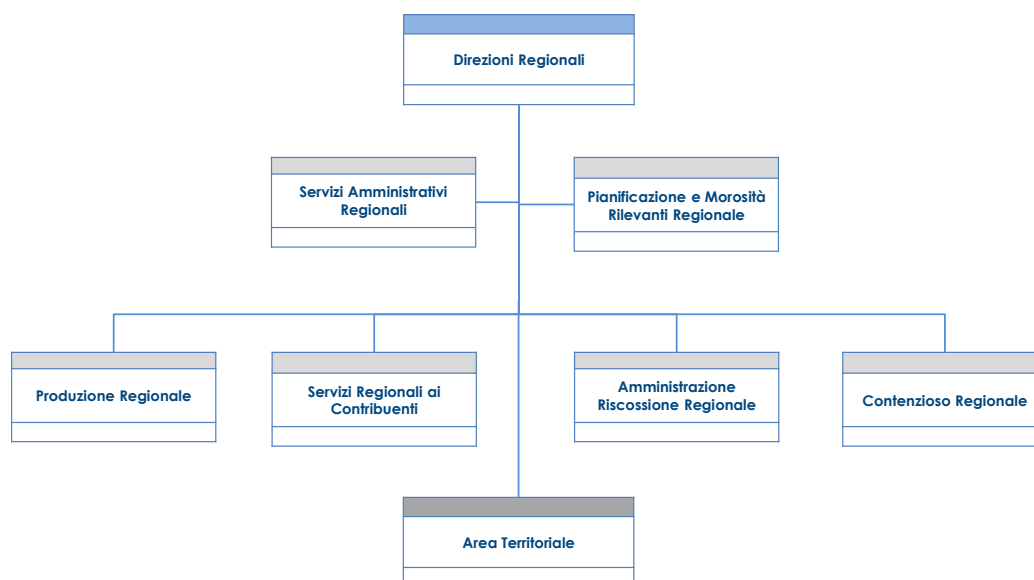 Direzioni Regionali
Servizi Amministrativi
Regionali
Pianificazione e Morosità
Rilevanti Regionale
Produzione Regionale
Servizi Regionali ai
Contribuenti
Amministrazione
Riscossione Regionale
Contenzioso Regionale
Area Territoriale